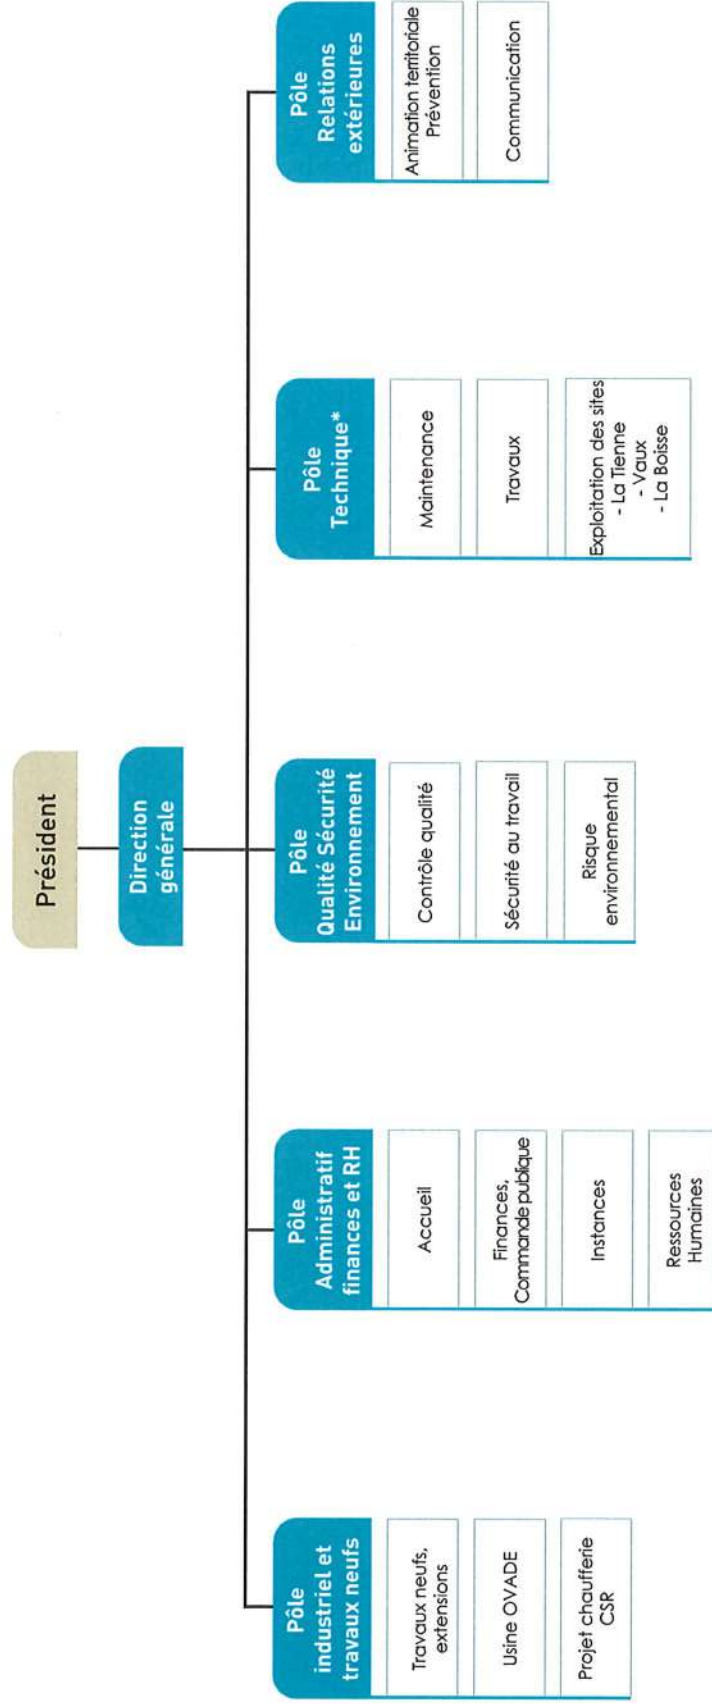 Président
Direction
générale
Pôle
industriel et
travaux neufs
Travaux neufs,
extensions
Usine OVADE
Projet chaufferie
CSR
Pôle
Administratif
finances et RH
Accueil
Finances,
Commande publique
Instances
Ressources
Humaines
Pôle
Qualité Sécurité
Environnement
Contrôle qualité
Sécurité au travail
Risque
environnemental
Pôle
Technique*
Maintenance
Travaux
Exploitation des sites
- La Tienne
- Vaux
- La Boisse
Pôle
Relations
extérieures
Animation territoriale
Prévention
Communication